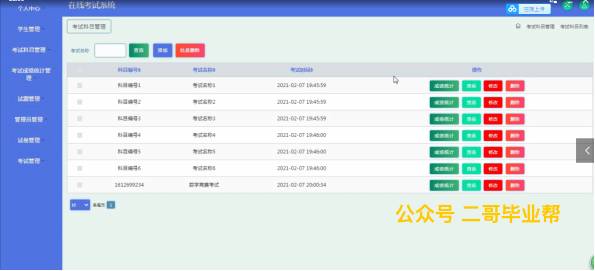 个人中心
在线考试系统
在线上传
学生管理
考试科目管理
考试科目管理
考试科目列表
考试科目管理
考试名称
查询
添加
批量删除
考试成绩统计管理
科目编号
考试名称
考试时间
操作
科目编号1
考试名称1
2021-02-07 19:45:59
成绩统计
查看
修改
删除
试题管理
科目编号2
考试名称2
2021-02-07 19:45:59
成绩统计
查看
修改
删除
管理员管理
科目编号3
考试名称3
2021-02-07 19:45:59
成绩统计
查看
修改
删除
试卷管理
科目编号4
考试名称4
2021-02-07 19:46:00
成绩统计
查看
修改
删除
考试管理
科目编号5
考试名称5
2021-02-07 19:46:00
成绩统计
查看
修改
删除
科目编号6
考试名称6
2021-02-07 19:46:00
成绩统计
查看
修改
删除
1612699234
数学竞赛考试
2021-02-07 20:00:34
成绩统计
查看
修改
删除
10
条每页
1
公众号 二哥毕业帮